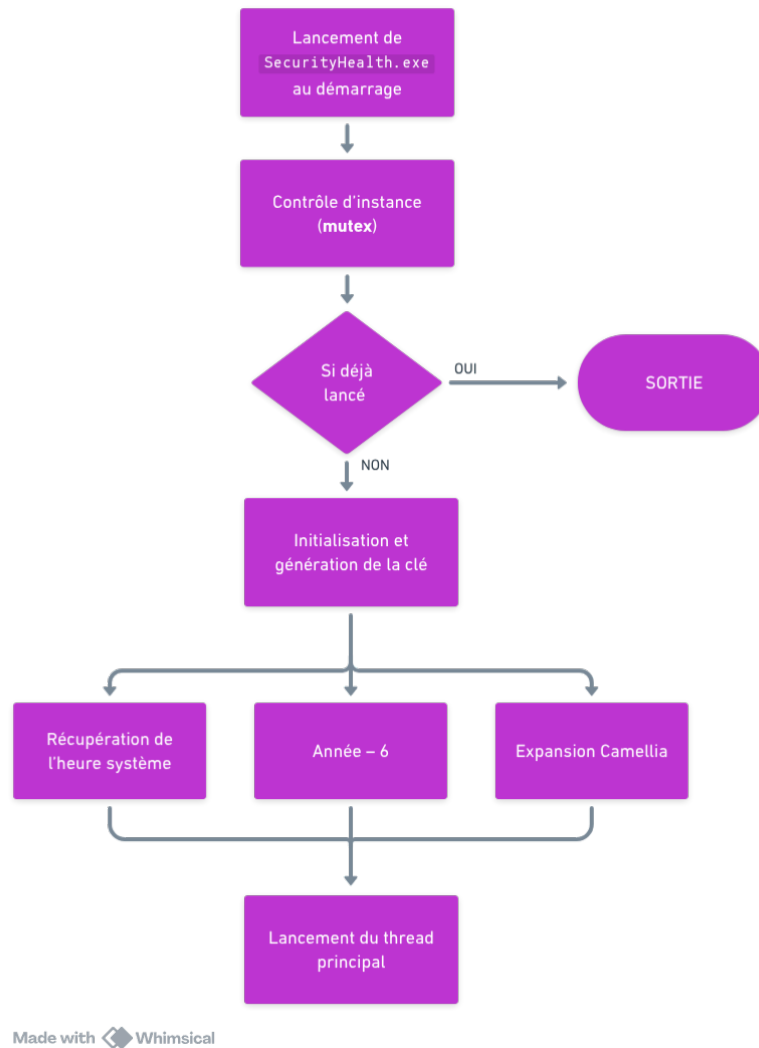 Lancement de
SecurityHealth.exe
au démarrage
Contrôle d'instance
(mutex)
Si déjà
lancé
OUI
SORTIE
NON
Initialisation et
génération de la clé
Récupération de
l'heure système
Année – 6
Expansion Camellia
Lancement du thread
principal
Made with Whimsical